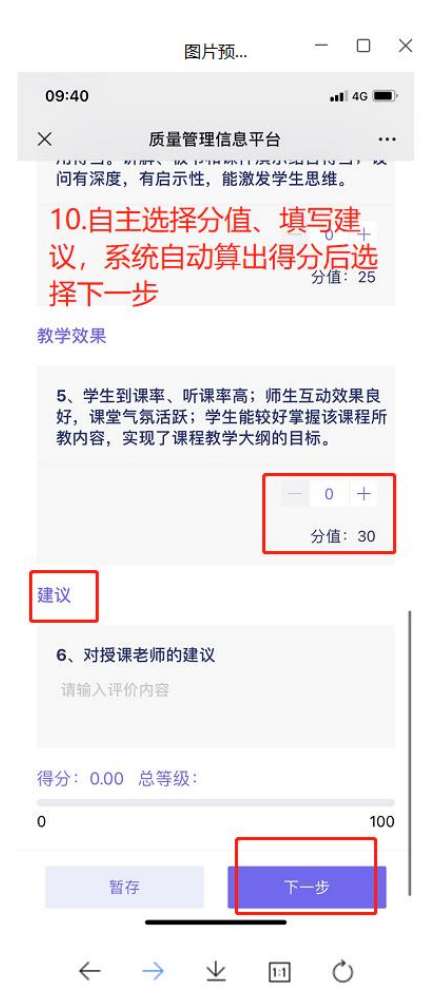 图片预...
09:40
4G
质量管理信息平台
...
问有深度，有启示性，能激发学生思维。
10.自主选择分值、填写建
议，系统自动算出得分后选
择下一步
0 +
分值：25
教学效果
5、学生到课率、听课率高；师生互动效果良
好，课堂气氛活跃；学生能较好掌握该课程所
教内容，实现了课程教学大纲的目标。
— 0 +
分值：30
建议
6、对授课老师的建议
请输入评价内容
得分：0.00 总等级：
0
100
暂存
下一步
1:1